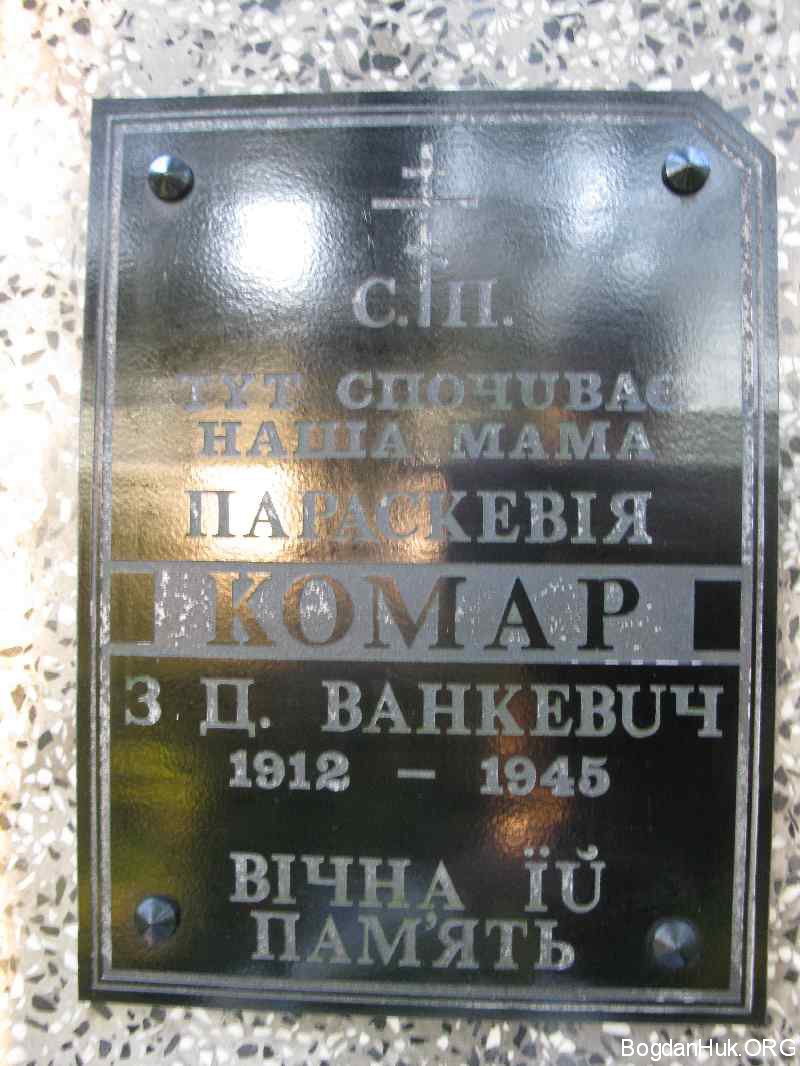 С. П.
ТУТ СПОЧИВАЄ
НАША МАМА
ПАРАСКЕВІЯ
КОМАР
З Д. ВАНКЕВИЧ
1912 – 1945
ВІЧНА ЇЙ
ПАМ'ЯТЬ
BogdanHuk.ORG